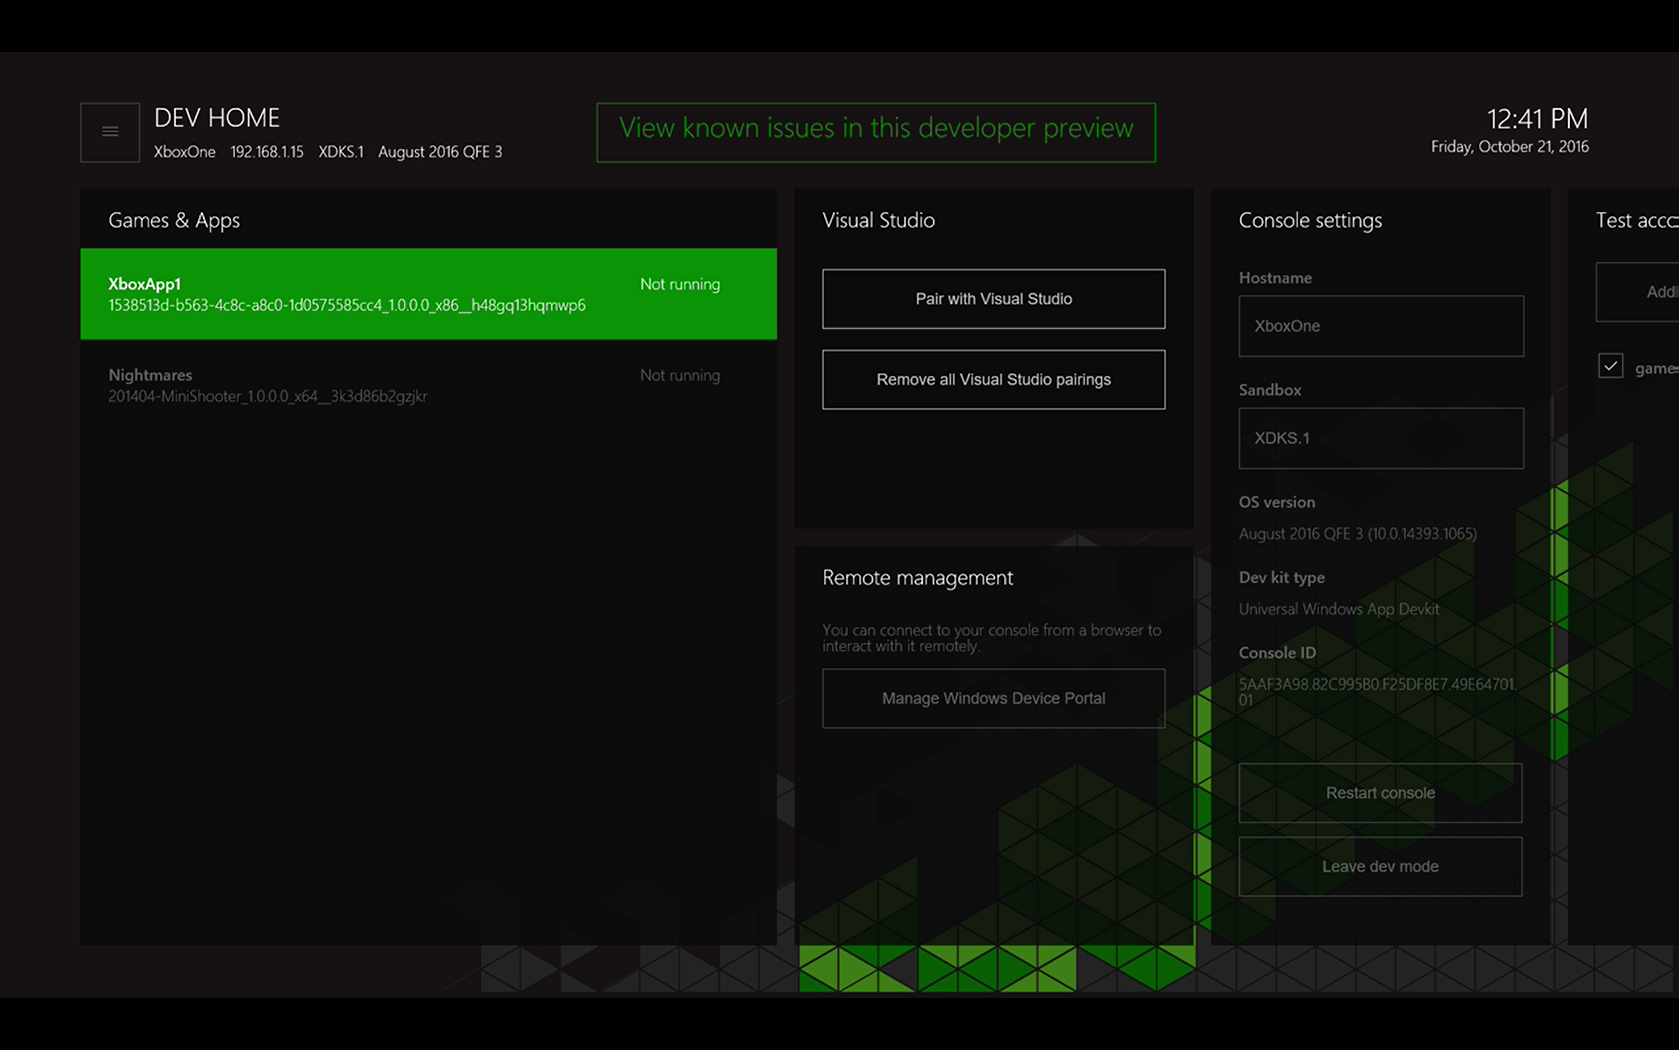 DEV HOME
XboxOne 192.168.1.15 XDKS.1 August 2016 QFE 3
View known issues in this developer preview
12:41 PM
Friday, October 21, 2016
Games & Apps
XboxApp1 Not running
1538513d-b563-4c8c-a8c0-1d0575585cc4_1.0.0.0_x86__h48gq13hqmwp6
Nightmares Not running
201404-MiniShooter_1.0.0.0_x64__3k3d86b2gzjkr
Visual Studio
Pair with Visual Studio
Remove all Visual Studio pairings
Remote management
You can connect to your console from a browser to
interact with it remotely.
Manage Windows Device Portal
Console settings
Hostname
XboxOne
Sandbox
XDKS.1
OS version
August 2016 QFE 3 (10.0.14393.1065)
Dev kit type
Universal Windows App Devkit
Console ID
5AAF3A98.82C995B0.F25DF8E7.49E64701.
01
Restart console
Leave dev mode
Test